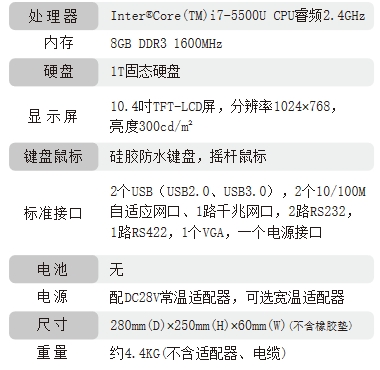 处理器 Inter®Core(TM)i7-5500U CPU睿频2.4GHz
内存 8GB DDR3 1600MHz
硬盘 1T固态硬盘
显示屏 10.4吋TFT-LCD屏，分辨率1024×768，
亮度300cd/m²
键盘鼠标 硅胶防水键盘，摇杆鼠标
标准接口 2个USB（USB2.0、USB3.0），2个10/100M
自适应网口、1路千兆网口，2路RS232，
1路RS422，1个VGA，一个电源接口
电池 无
电源 配DC28V常温适配器，可选宽温适配器
尺寸 280mm(D)×250mm(H)×60mm(W)(不含橡胶垫)
重量 约4.4KG(不含适配器、电缆)